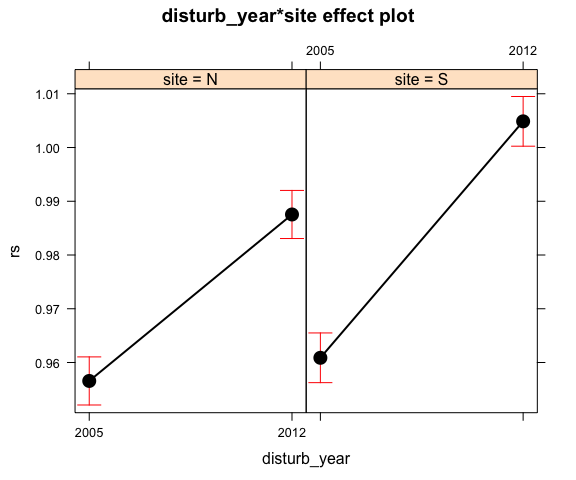 disturb_year*site effect plot
2005 2012
site = N site = S
1.01
1.00
0.99
0.98
0.97
0.96
rs
2005 2012
disturb_year